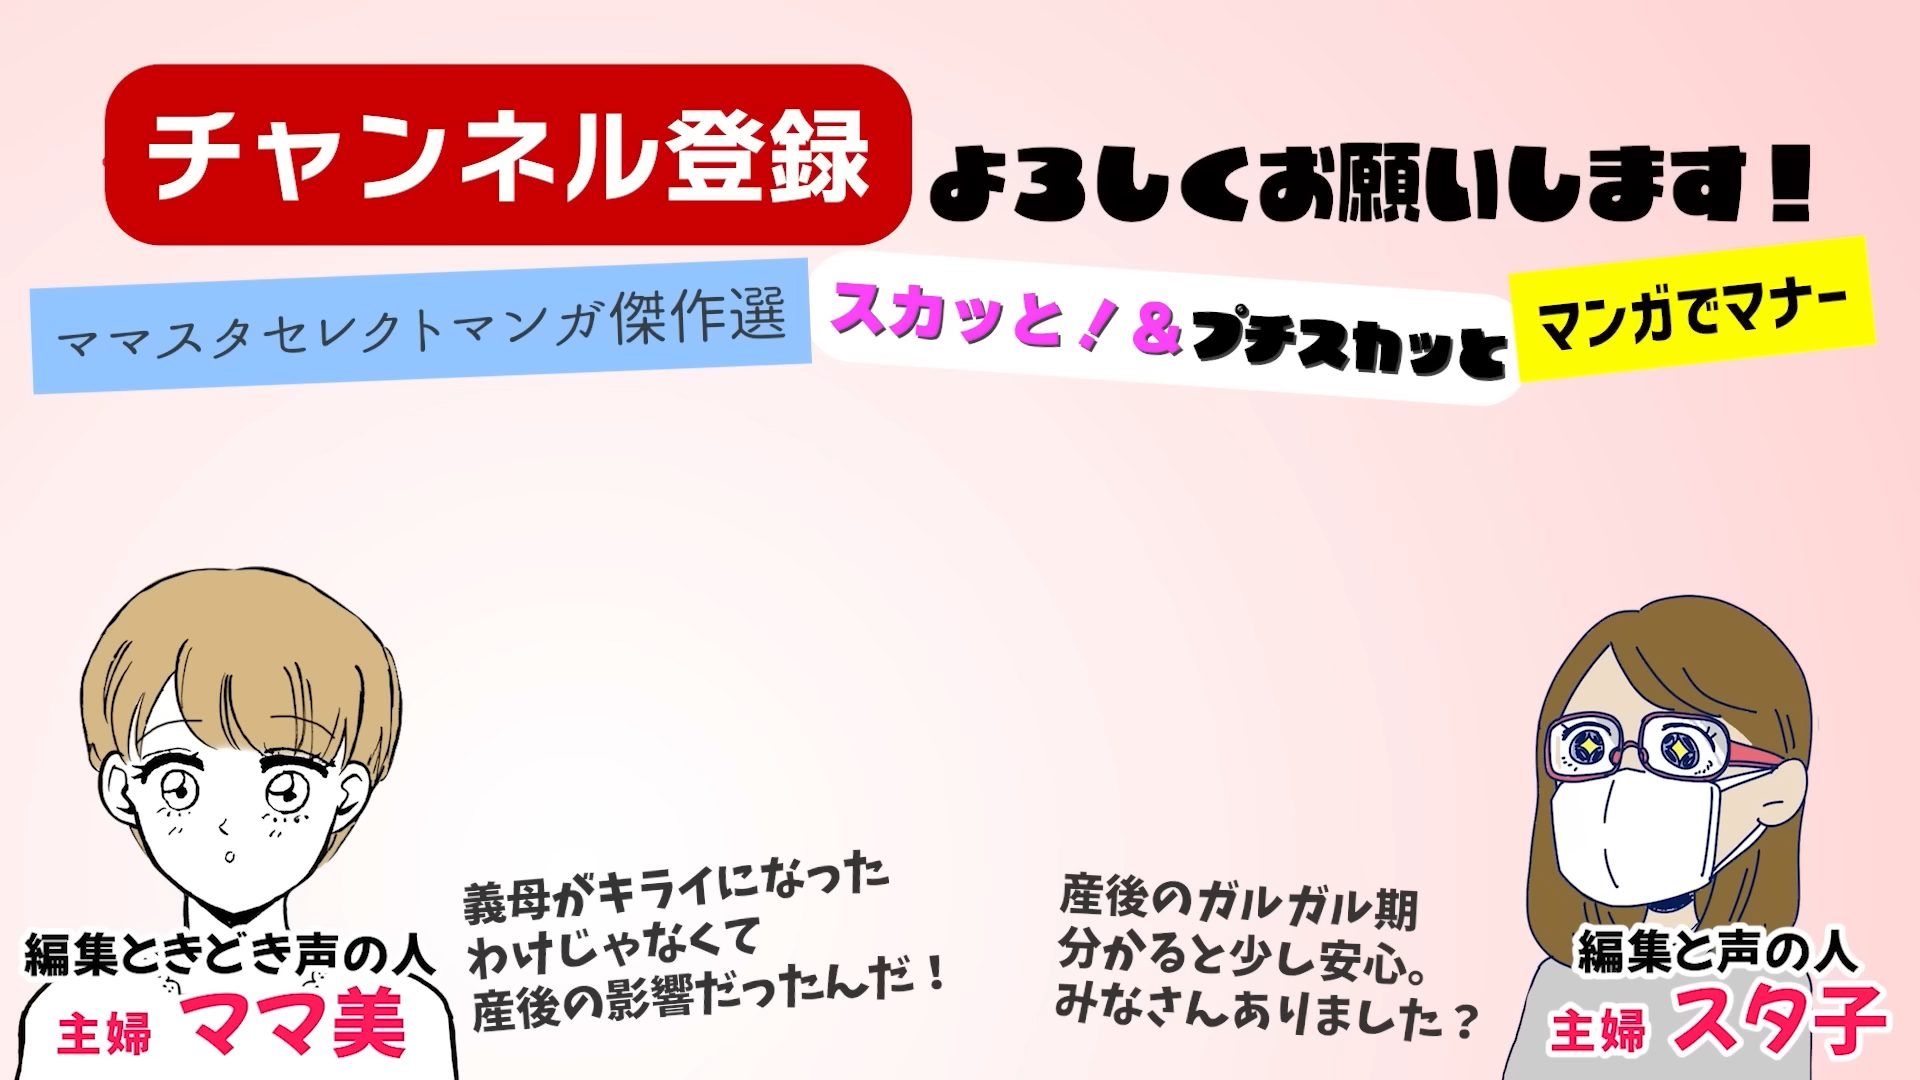 チャンネル登録 よろしくお願いします！
ママスタセレクトマンガ傑作選 スカッと！＆プチスカッと マンガでマナー
義母がキライになった
わけじゃなくて
産後の影響だったんだ！
産後のガルガル期
分かると少し安心。
みなさんありました？
編集ときどき声の人
主婦 ママ美
編集と声の人
主婦 スタ子